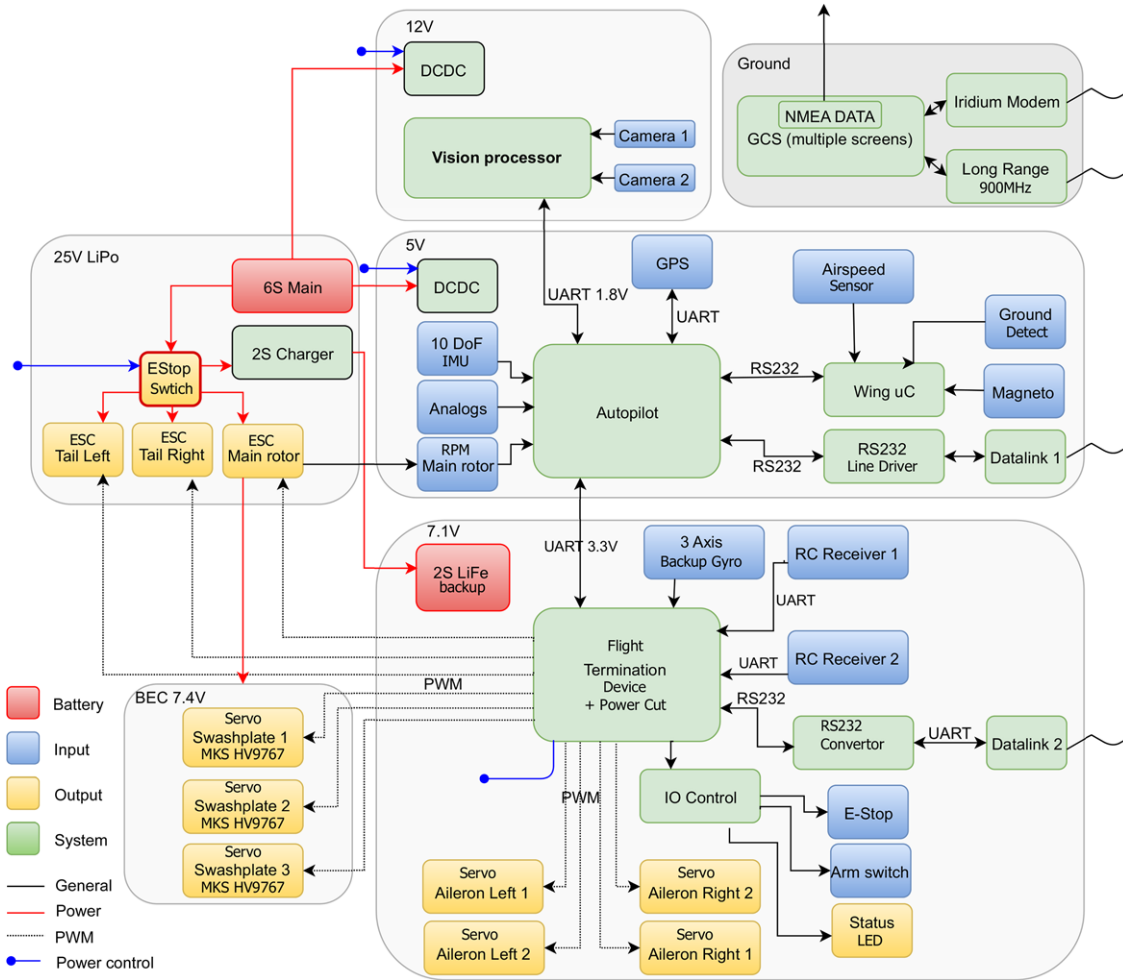 12V
DCDC
Vision processor
Camera 1
Camera 2
Ground
NMEA DATA
GCS (multiple screens)
Iridium Modem
Long Range
900MHz
25V LiPo
6S Main
2S Charger
EStop
Swtich
ESC
Tail Left
ESC
Tail Right
ESC
Main rotor
5V
DCDC
UART 1.8V
GPS
UART
10 DoF
IMU
Analogs
RPM
Main rotor
Autopilot
Airspeed
Sensor
Ground
Detect
RS232
Wing uC
Magneto
RS232
RS232
Line Driver
Datalink 1
7.1V
UART 3.3V
2S LiFe
backup
3 Axis
Backup Gyro
RC Receiver 1
UART
Flight
Termination
Device
+ Power Cut
UART
RC Receiver 2
RS232
RS232
Convertor
UART
Datalink 2
PWM
PWM
IO Control
E-Stop
Arm switch
Status
LED
Servo
Aileron Left 1
Servo
Aileron Right 2
Servo
Aileron Left 2
Servo
Aileron Right 1
BEC 7.4V
Servo
Swashplate 1
MKS HV9767
Servo
Swashplate 2
MKS HV9767
Servo
Swashplate 3
MKS HV9767
Battery
Input
Output
System
General
Power
PWM
Power control